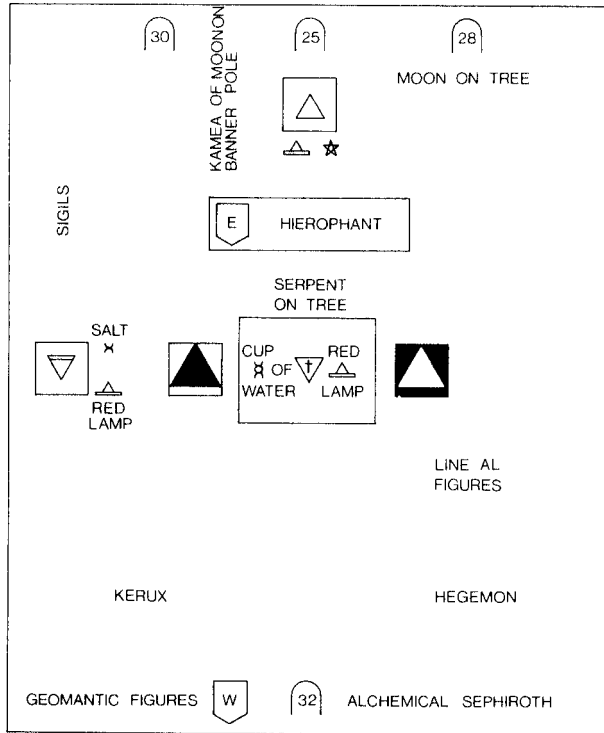 30
25
28
KAMEA OF MOON ON
BANNER POLE
MOON ON TREE
SIGILS
E HIEROPHANT
SERPENT
ON TREE
SALT
RED
LAMP
CUP
OF
WATER
RED
LAMP
LINE AL
FIGURES
KERUX
HEGEMON
GEOMANTIC FIGURES W 32 ALCHEMICAL SEPHIROTH